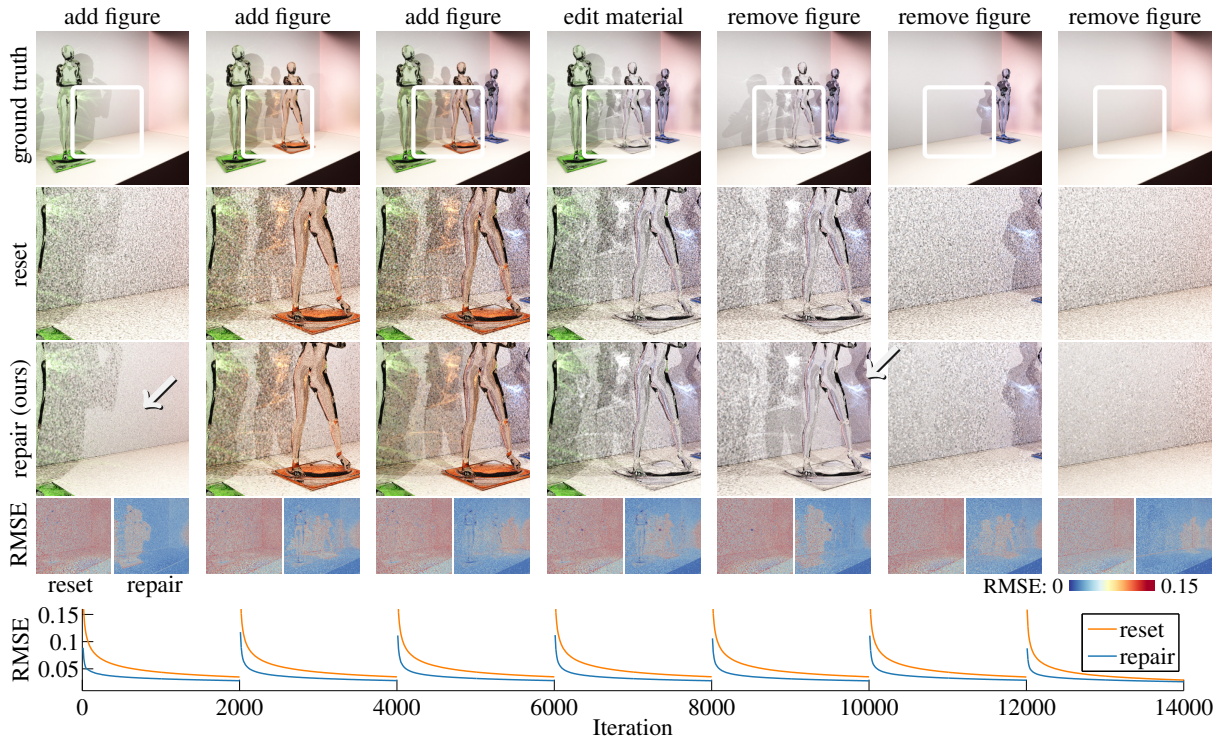 add figure add figure add figure edit material remove figure remove figure remove figure
ground truth
reset
repair (ours)
RMSE
reset repair
RMSE: 0 0.15
RMSE
0.15
0.1
0.05
reset
repair
0 2000 4000 6000 8000 10000 12000 14000
Iteration